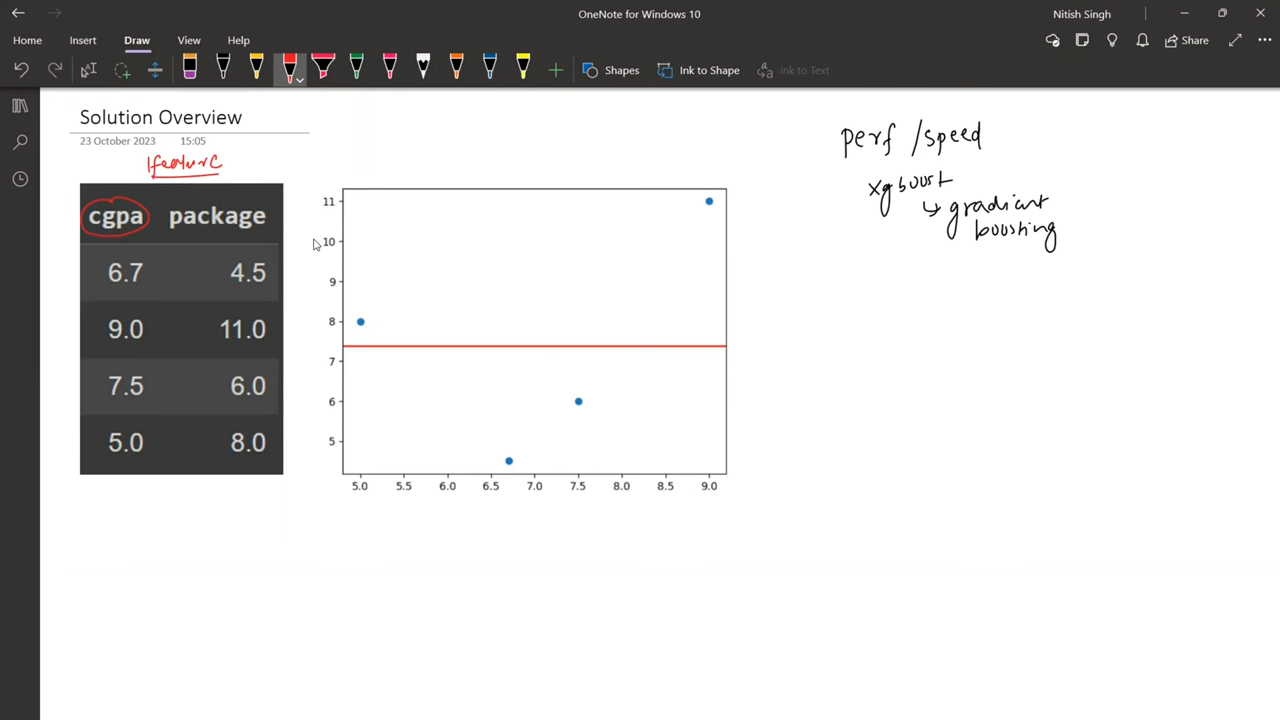 OneNote for Windows 10
Nitish Singh
Home
Insert
Draw
View
Help
Share
Shapes
Ink to Shape
Ink to Text
Solution Overview
23 October 2023 15:05
1feature
cgpa package
6.7 4.5
9.0 11.0
7.5 6.0
5.0 8.0
11
10
9
8
7
6
5
5.0 5.5 6.0 6.5 7.0 7.5 8.0 8.5 9.0
perf /speed
xgboost
↳ gradient
boosting